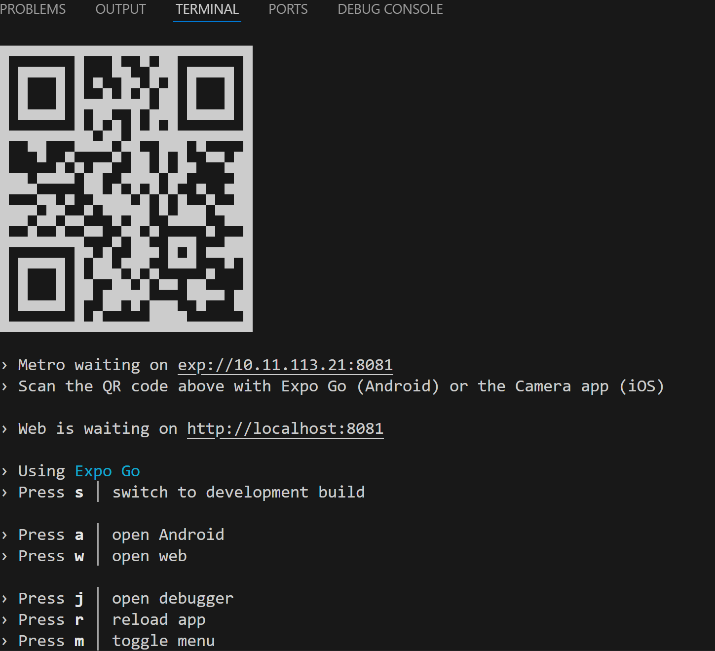 PROBLEMS OUTPUT TERMINAL PORTS DEBUG CONSOLE
› Metro waiting on exp://10.11.113.21:8081
› Scan the QR code above with Expo Go (Android) or the Camera app (iOS)
› Web is waiting on http://localhost:8081
› Using Expo Go
› Press s │ switch to development build
› Press a │ open Android
› Press w │ open web
› Press j │ open debugger
› Press r │ reload app
› Press m │ toggle menu